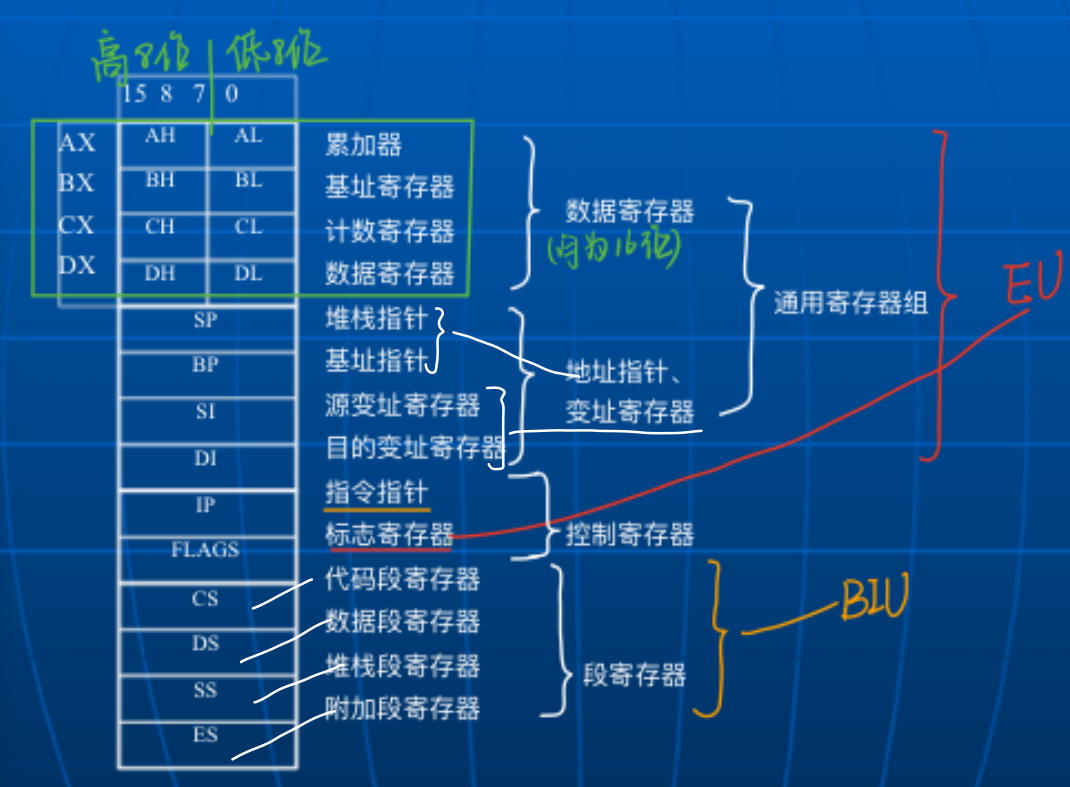 高8位 低8位
15 8 7 0
AX AH AL 累加器
BX BH BL 基址寄存器
CX CH CL 计数寄存器
DX DH DL 数据寄存器
数据寄存器
(均为16位)
SP 堆栈指针
BP 基址指针
SI 源变址寄存器
DI 目的变址寄存器
地址指针、
变址寄存器
通用寄存器组
EU
IP 指令指针
FLAGS 标志寄存器
控制寄存器
CS 代码段寄存器
DS 数据段寄存器
SS 堆栈段寄存器
ES 附加段寄存器
段寄存器
BIU